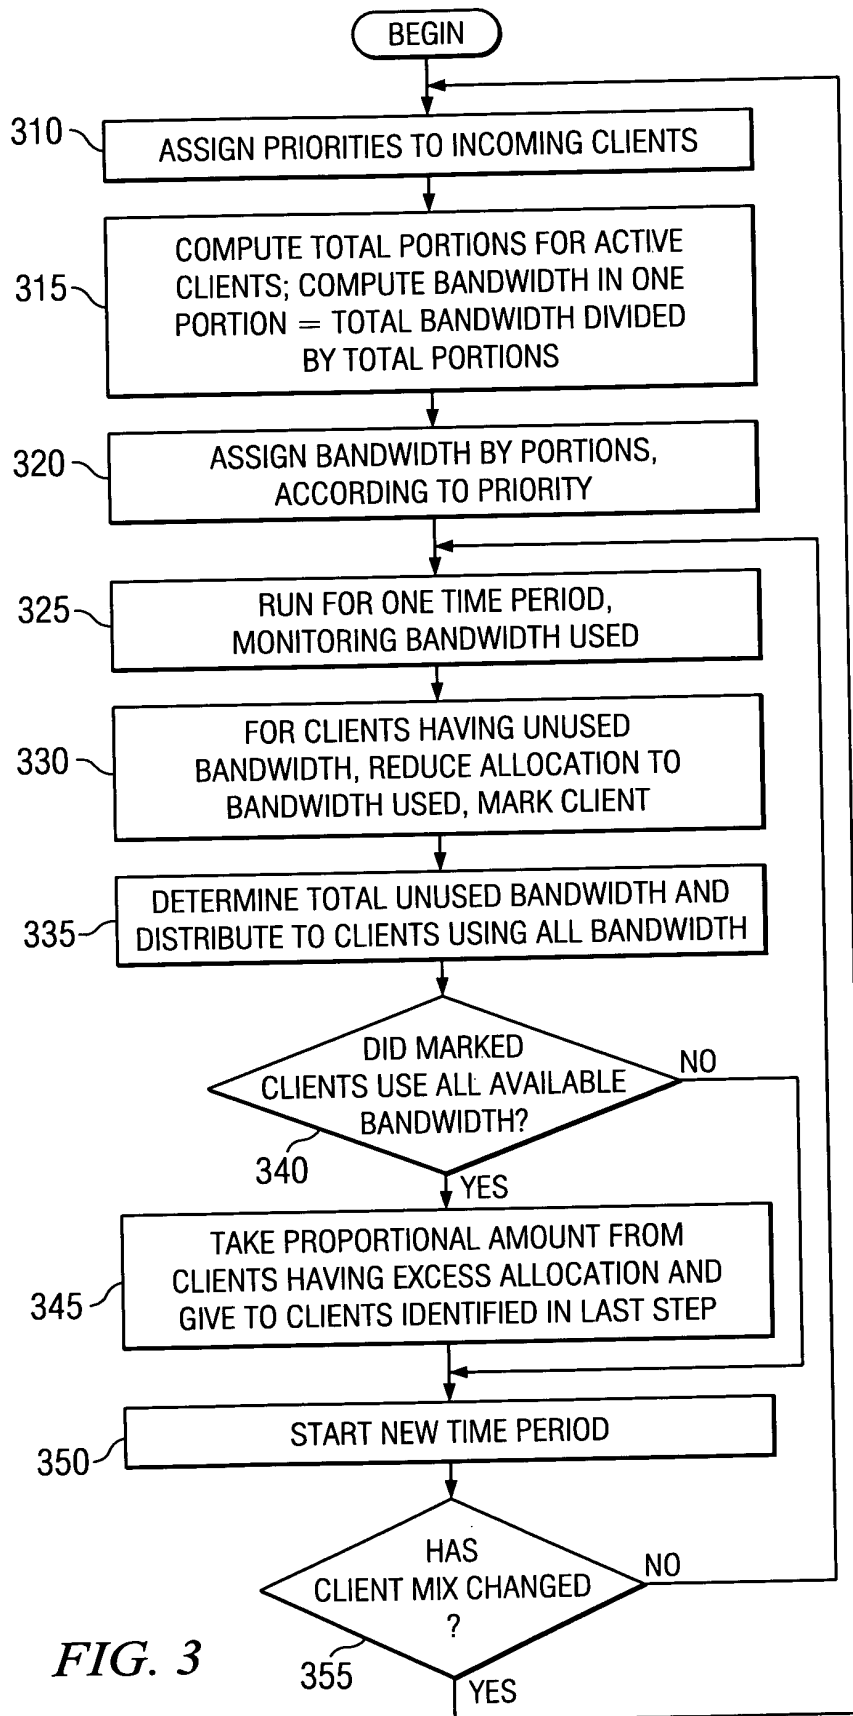 BEGIN
310
ASSIGN PRIORITIES TO INCOMING CLIENTS
315
COMPUTE TOTAL PORTIONS FOR ACTIVE
CLIENTS; COMPUTE BANDWIDTH IN ONE
PORTION = TOTAL BANDWIDTH DIVIDED
BY TOTAL PORTIONS
320
ASSIGN BANDWIDTH BY PORTIONS,
ACCORDING TO PRIORITY
325
RUN FOR ONE TIME PERIOD,
MONITORING BANDWIDTH USED
330
FOR CLIENTS HAVING UNUSED
BANDWIDTH, REDUCE ALLOCATION TO
BANDWIDTH USED, MARK CLIENT
335
DETERMINE TOTAL UNUSED BANDWIDTH AND
DISTRIBUTE TO CLIENTS USING ALL BANDWIDTH
DID MARKED
CLIENTS USE ALL AVAILABLE
BANDWIDTH?
NO
340
YES
345
TAKE PROPORTIONAL AMOUNT FROM
CLIENTS HAVING EXCESS ALLOCATION AND
GIVE TO CLIENTS IDENTIFIED IN LAST STEP
350
START NEW TIME PERIOD
HAS
CLIENT MIX CHANGED
?
NO
355
YES
FIG. 3